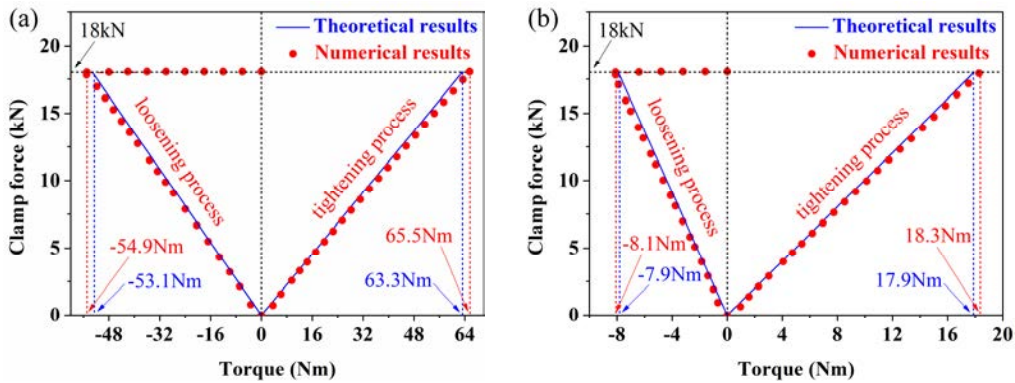 (a)
18kN
Theoretical results
Numerical results
Clamp force (kN)
20
15
10
5
0
loosening process
tightening process
-54.9Nm
-53.1Nm
65.5Nm
63.3Nm
-48 -32 -16 0 16 32 48 64
Torque (Nm)
(b)
18kN
Theoretical results
Numerical results
Clamp force (kN)
20
15
10
5
0
loosening process
tightening process
-8.1Nm
-7.9Nm
18.3Nm
17.9Nm
-8 -4 0 4 8 12 16 20
Torque (Nm)